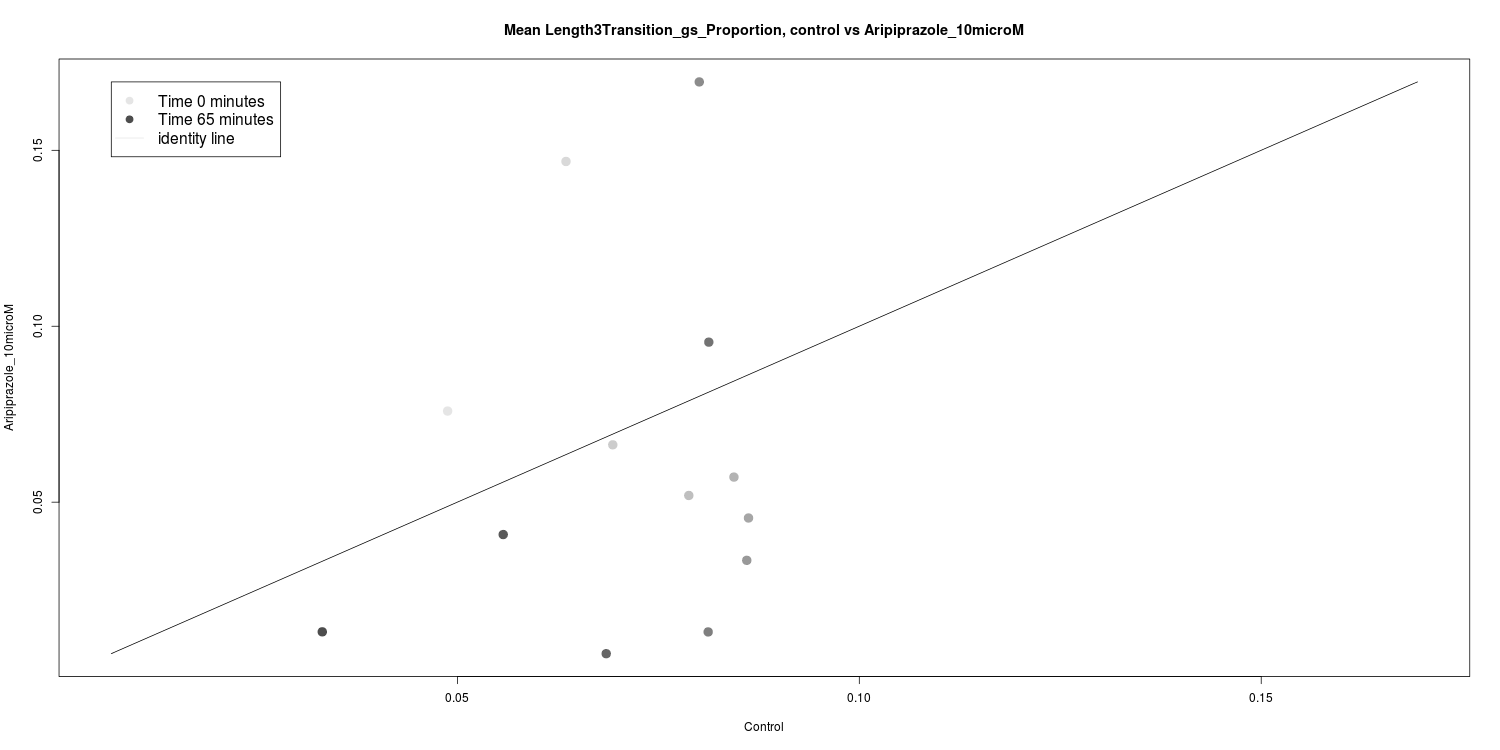 Mean Length3Transition_gs_Proportion, control vs Aripiprazole_10microM
Time 0 minutes
Time 65 minutes
identity line
Aripiprazole_10microM
0.15
0.10
0.05
0.05
0.10
0.15
Control